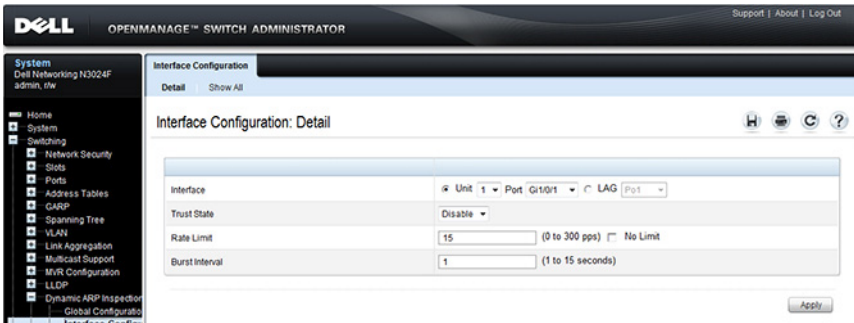 Support | About | Log Out
DELL OPENMANAGE™ SWITCH ADMINISTRATOR
System
Dell Networking N3024F
admin, r/w
Home
System
Switching
Network Security
Slots
Ports
Address Tables
GARP
Spanning Tree
VLAN
Link Aggregation
Multicast Support
MVR Configuration
LLDP
Dynamic ARP Inspection
Global Configuratio
Interface Configu
Interface Configuration
Detail Show All
Interface Configuration: Detail
Interface Unit 1 Port Gi1/0/1 LAG Po1
Trust State Disable
Rate Limit 15 (0 to 300 pps) No Limit
Burst Interval 1 (1 to 15 seconds)
Apply